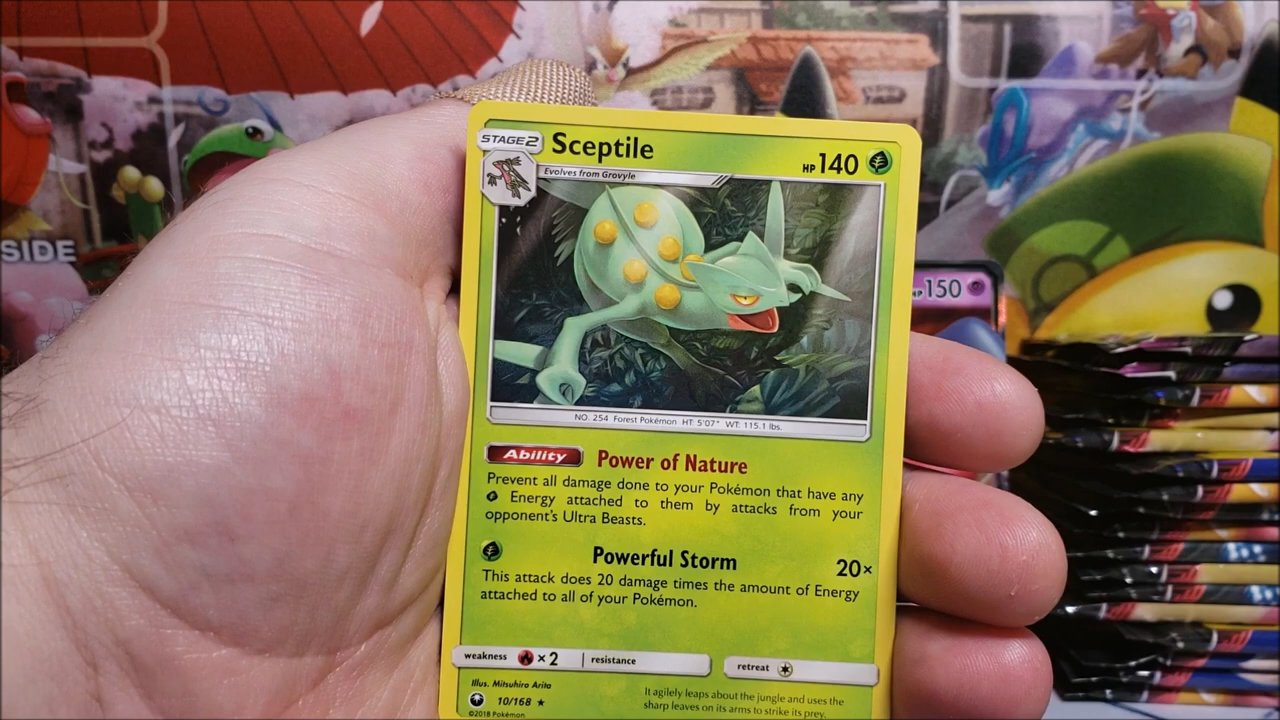 STAGE2
Sceptile
HP 140
Evolves from Grovyle
SIDE
HP 150
NO. 254 Forest Pokémon HT: 5'07" WT: 115.1 lbs.
Ability Power of Nature
Prevent all damage done to your Pokémon that have any
Energy attached to them by attacks from your
opponent's Ultra Beasts.
Powerful Storm 20×
This attack does 20 damage times the amount of Energy
attached to all of your Pokémon.
weakness ×2 resistance
retreat
Illus. Mitsuhiro Arita
10/168 ★
©2018 Pokémon
It agilely leaps about the jungle and uses the
sharp leaves on its arms to strike its prey.